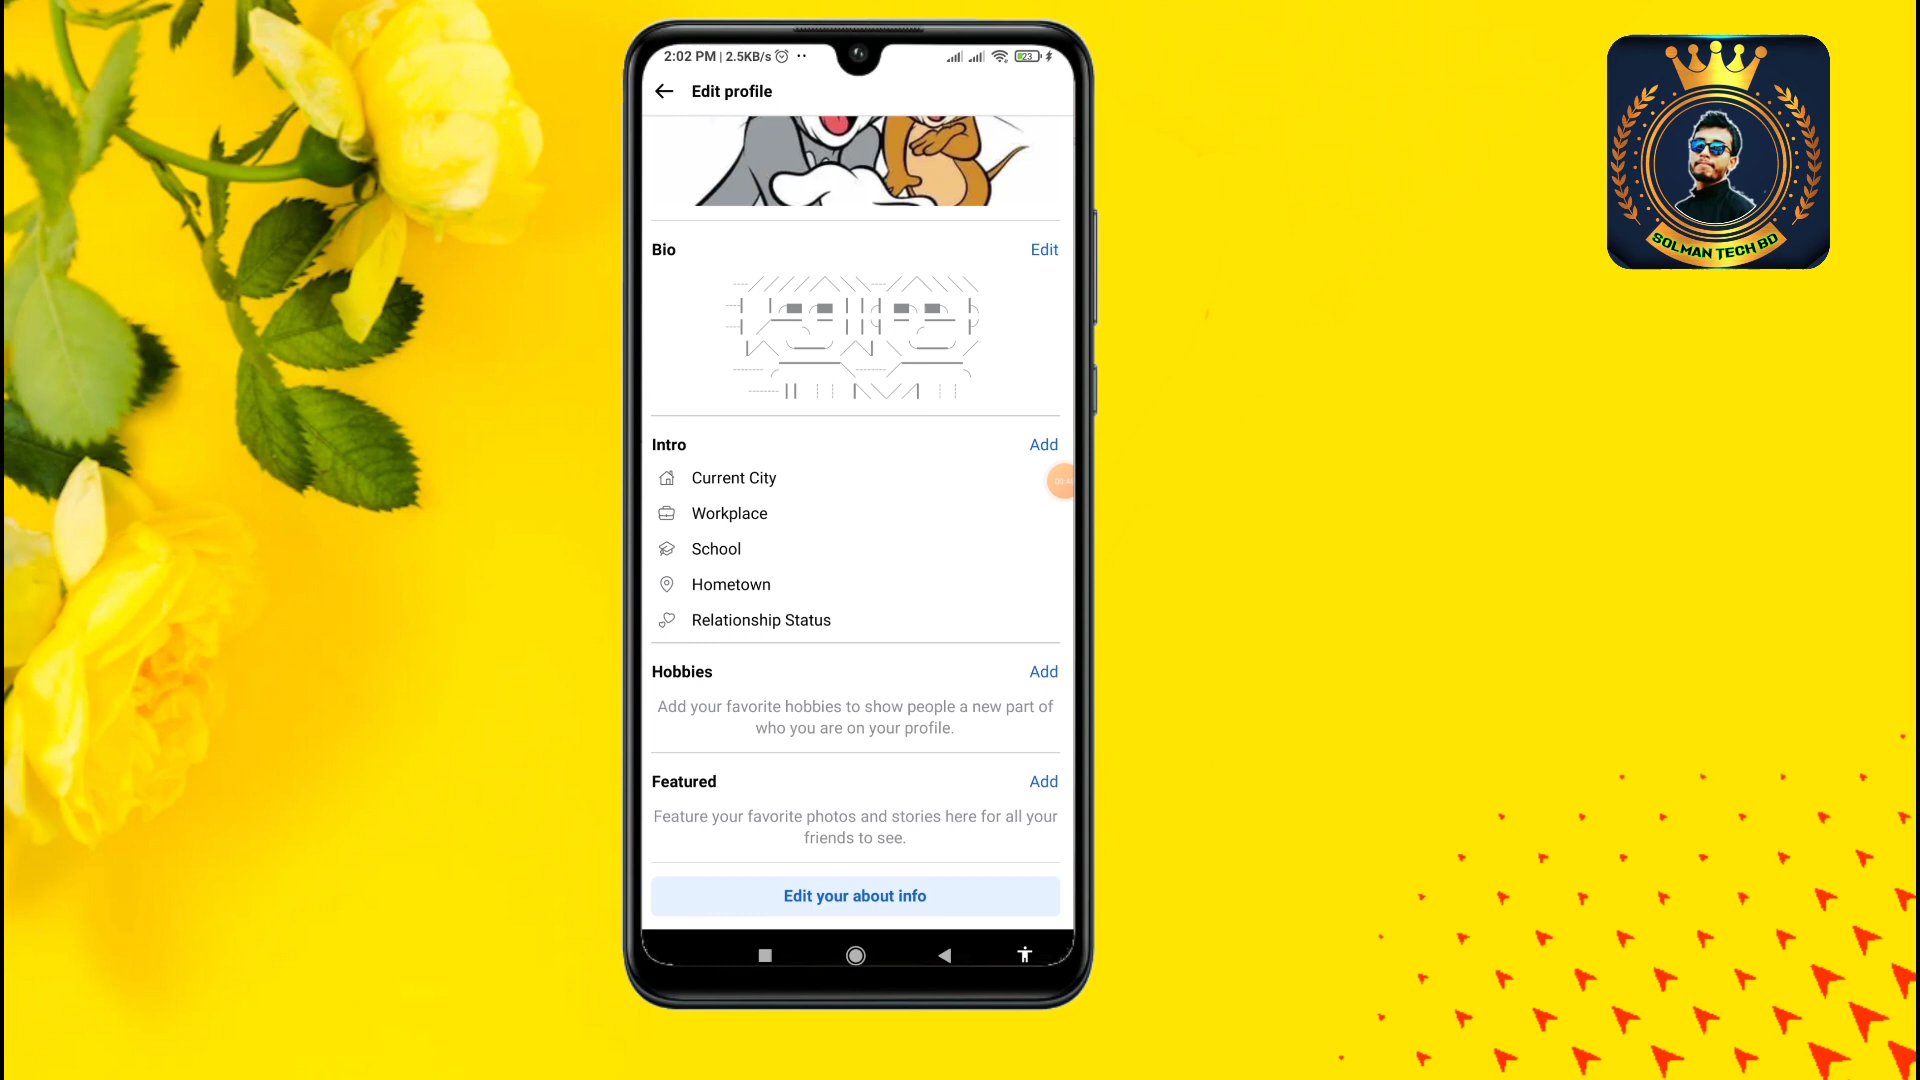 2:02 PM | 2.5KB/s
23
Edit profile
SOLMAN TECH BD
Bio
Edit
Intro
Add
Current City
Workplace
School
Hometown
Relationship Status
Hobbies
Add
Add your favorite hobbies to show people a new part of
who you are on your profile.
Featured
Add
Feature your favorite photos and stories here for all your
friends to see.
Edit your about info